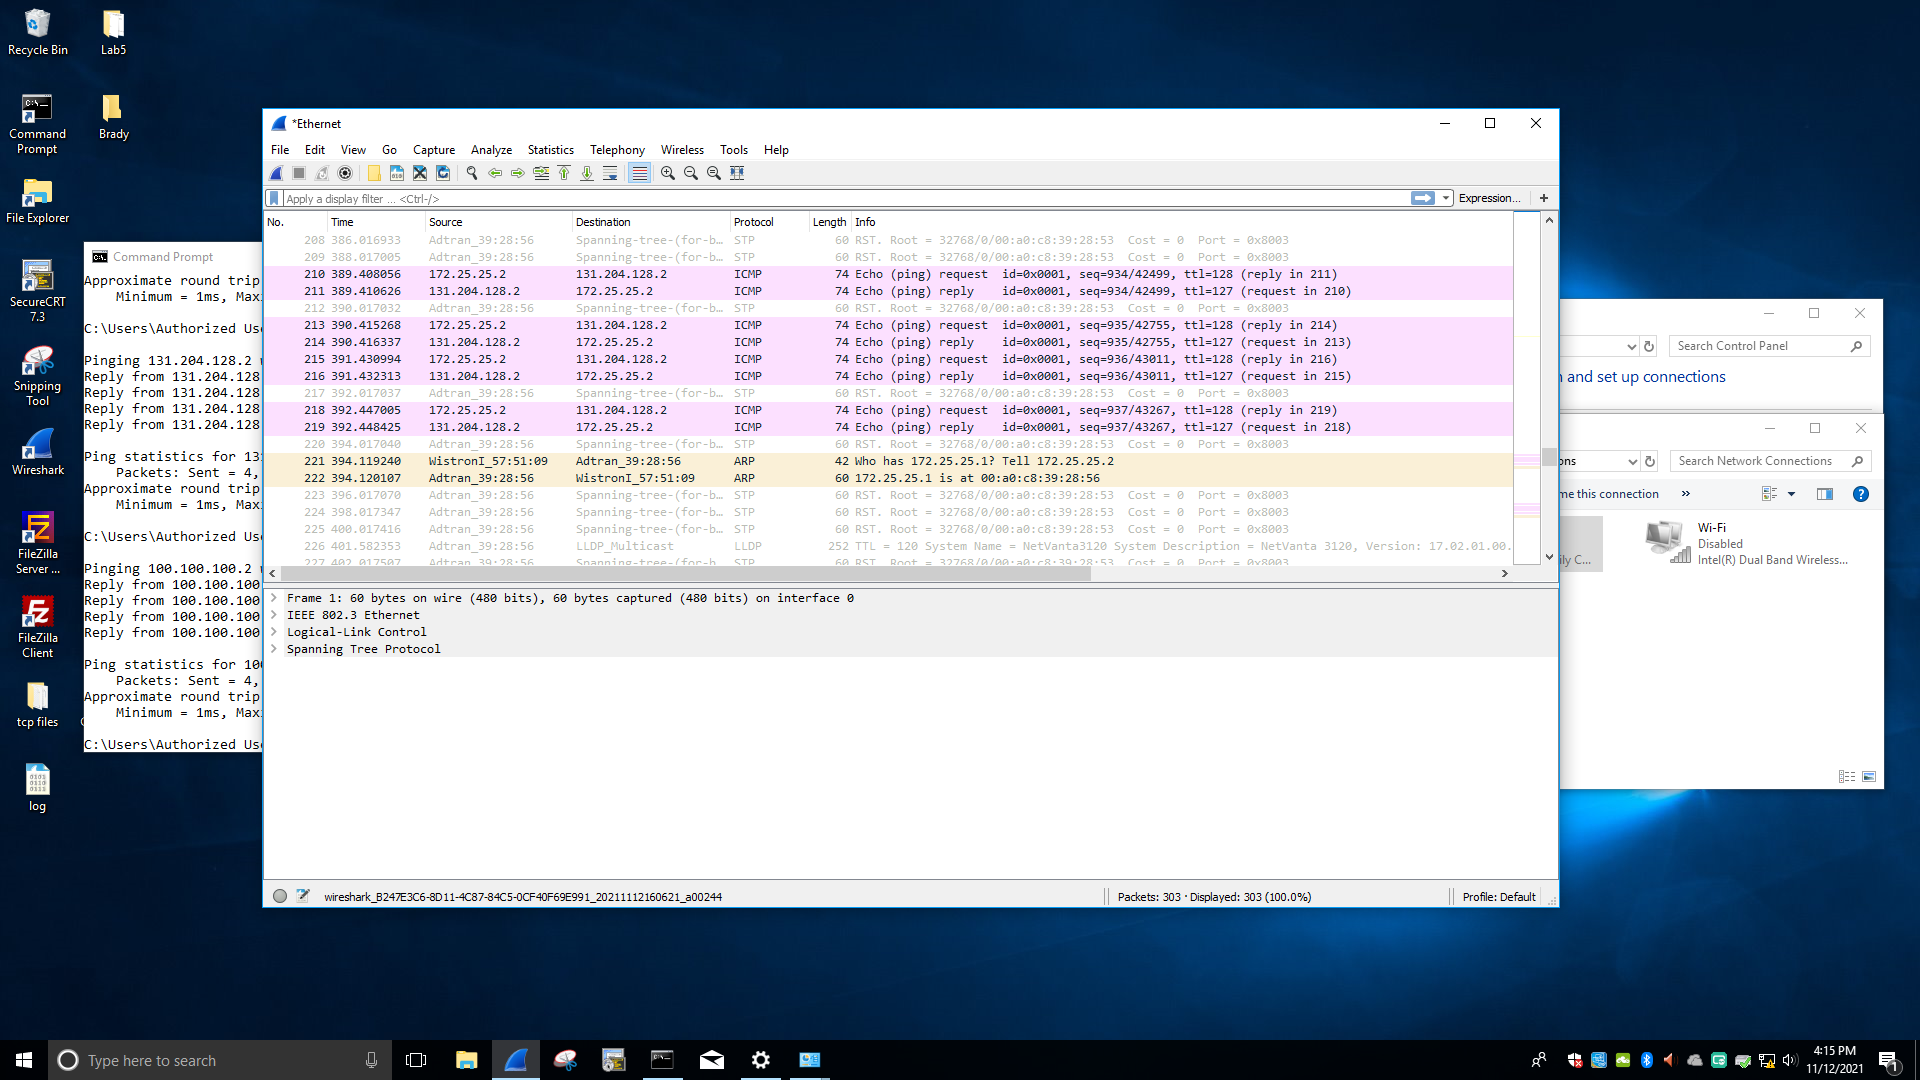 Recycle Bin
Lab5
Command
Prompt
Brady
File Explorer
SecureCRT
7.3
Snipping
Tool
Wireshark
FileZilla
Server ...
FileZilla
Client
tcp files
log
Command Prompt
Approximate round trip
Minimum = 1ms, Max
C:\Users\Authorized Use
Pinging 131.204.128.2
Reply from 131.204.128
Reply from 131.204.128
Reply from 131.204.128
Reply from 131.204.128
Ping statistics for 13
Packets: Sent = 4,
Approximate round trip
Minimum = 1ms, Max
C:\Users\Authorized Use
Pinging 100.100.100.2
Reply from 100.100.100
Reply from 100.100.100
Reply from 100.100.100
Reply from 100.100.100
Ping statistics for 100
Packets: Sent = 4,
Approximate round trip
Minimum = 1ms, Max
C:\Users\Authorized Use
*Ethernet
File Edit View Go Capture Analyze Statistics Telephony Wireless Tools Help
Apply a display filter ... <Ctrl-/> Expression... +
No. Time Source Destination Protocol Length Info
208 386.016933 Adtran_39:28:56 Spanning-tree-(for-b... STP 60 RST. Root = 32768/0/00:a0:c8:39:28:53 Cost = 0 Port = 0x8003
209 388.017005 Adtran_39:28:56 Spanning-tree-(for-b... STP 60 RST. Root = 32768/0/00:a0:c8:39:28:53 Cost = 0 Port = 0x8003
210 389.408056 172.25.25.2 131.204.128.2 ICMP 74 Echo (ping) request id=0x0001, seq=934/42499, ttl=128 (reply in 211)
211 389.410626 131.204.128.2 172.25.25.2 ICMP 74 Echo (ping) reply id=0x0001, seq=934/42499, ttl=127 (request in 210)
212 390.017032 Adtran_39:28:56 Spanning-tree-(for-b... STP 60 RST. Root = 32768/0/00:a0:c8:39:28:53 Cost = 0 Port = 0x8003
213 390.415268 172.25.25.2 131.204.128.2 ICMP 74 Echo (ping) request id=0x0001, seq=935/42755, ttl=128 (reply in 214)
214 390.416337 131.204.128.2 172.25.25.2 ICMP 74 Echo (ping) reply id=0x0001, seq=935/42755, ttl=127 (request in 213)
215 391.430994 172.25.25.2 131.204.128.2 ICMP 74 Echo (ping) request id=0x0001, seq=936/43011, ttl=128 (reply in 216)
216 391.432313 131.204.128.2 172.25.25.2 ICMP 74 Echo (ping) reply id=0x0001, seq=936/43011, ttl=127 (request in 215)
217 392.017037 Adtran_39:28:56 Spanning-tree-(for-b... STP 60 RST. Root = 32768/0/00:a0:c8:39:28:53 Cost = 0 Port = 0x8003
218 392.447005 172.25.25.2 131.204.128.2 ICMP 74 Echo (ping) request id=0x0001, seq=937/43267, ttl=128 (reply in 219)
219 392.448425 131.204.128.2 172.25.25.2 ICMP 74 Echo (ping) reply id=0x0001, seq=937/43267, ttl=127 (request in 218)
220 394.017040 Adtran_39:28:56 Spanning-tree-(for-b... STP 60 RST. Root = 32768/0/00:a0:c8:39:28:53 Cost = 0 Port = 0x8003
221 394.119240 WistronI_57:51:09 Adtran_39:28:56 ARP 42 Who has 172.25.25.1? Tell 172.25.25.2
222 394.120107 Adtran_39:28:56 WistronI_57:51:09 ARP 60 172.25.25.1 is at 00:a0:c8:39:28:56
223 396.017070 Adtran_39:28:56 Spanning-tree-(for-b... STP 60 RST. Root = 32768/0/00:a0:c8:39:28:53 Cost = 0 Port = 0x8003
224 398.017347 Adtran_39:28:56 Spanning-tree-(for-b... STP 60 RST. Root = 32768/0/00:a0:c8:39:28:53 Cost = 0 Port = 0x8003
225 400.017416 Adtran_39:28:56 Spanning-tree-(for-b... STP 60 RST. Root = 32768/0/00:a0:c8:39:28:53 Cost = 0 Port = 0x8003
226 401.582353 Adtran_39:28:56 LLDP_Multicast LLDP 252 TTL = 120 System Name = NetVanta3120 System Description = NetVanta 3120, Version: 17.02.01.00.
227 402.017507 Adtran_39:28:56 Spanning-tree-(for-b... STP 60 RST. Root = 32768/0/00:a0:c8:39:28:53 Cost = 0 Port = 0x8003
Frame 1: 60 bytes on wire (480 bits), 60 bytes captured (480 bits) on interface 0
IEEE 802.3 Ethernet
Logical-Link Control
Spanning Tree Protocol
wireshark_B247E3C6-8D11-4C87-84C5-0CF40F69E991_20211112160621_a00244
Packets: 303 · Displayed: 303 (100.0%)
Profile: Default
Search Control Panel
n and set up connections
ons
Search Network Connections
me this connection »
ily C...
Wi-Fi
Disabled
Intel(R) Dual Band Wireless...
Type here to search
4:15 PM
11/12/2021
1